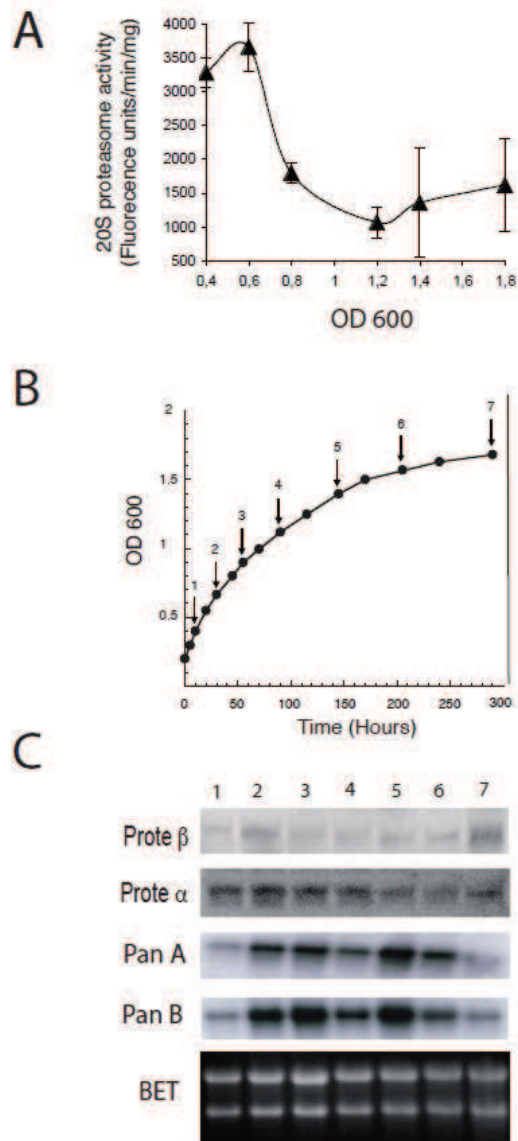 A
20S proteasome activity
(Fluorecence units/min/mg)
4000
3500
3000
2500
2000
1500
1000
500
0,4 0,6 0,8 1 1,2 1,4 1,6 1,8
OD 600
B
OD 600
2
1.5
1
0.5
1
2
3
4
5
6
7
0 50 100 150 200 250 300
Time (Hours)
C
1 2 3 4 5 6 7
Prote β
Prote α
Pan A
Pan B
BET